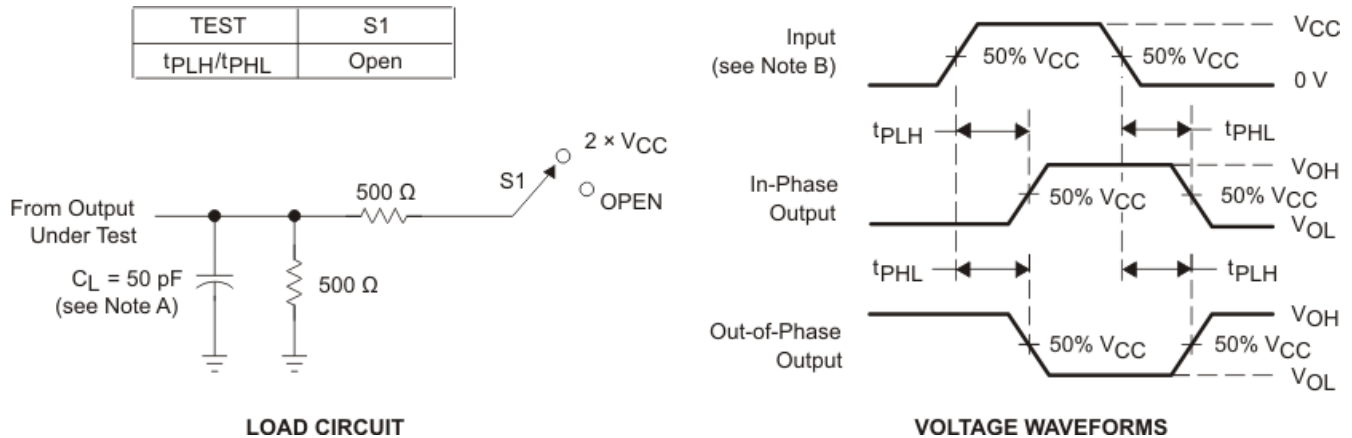 TEST S1
tPLH/tPHL Open
2 × VCC
S1
OPEN
500 Ω
From Output
Under Test
CL = 50 pF
(see Note A)
500 Ω
LOAD CIRCUIT
Input
(see Note B)
50% VCC 50% VCC
VCC
0 V
tPLH tPHL
In-Phase
Output
50% VCC 50% VCC
VOH
VOL
tPHL tPLH
Out-of-Phase
Output
50% VCC 50% VCC
VOH
VOL
VOLTAGE WAVEFORMS